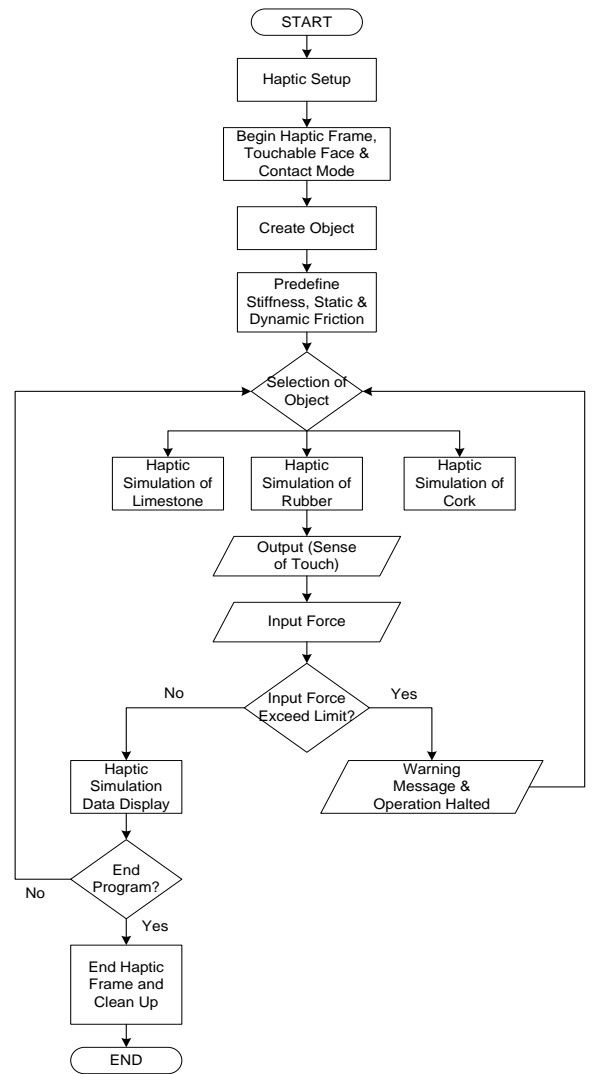 START
Haptic Setup
Begin Haptic Frame,
Touchable Face &
Contact Mode
Create Object
Predefine
Stiffness, Static &
Dynamic Friction
Selection of
Object
Haptic
Simulation of
Limestone
Haptic
Simulation of
Rubber
Haptic
Simulation of
Cork
Output (Sense
of Touch)
Input Force
Input Force
Exceed Limit?
No
Yes
Haptic
Simulation
Data Display
Warning
Message &
Operation Halted
End
Program?
No
Yes
End Haptic
Frame and
Clean Up
END